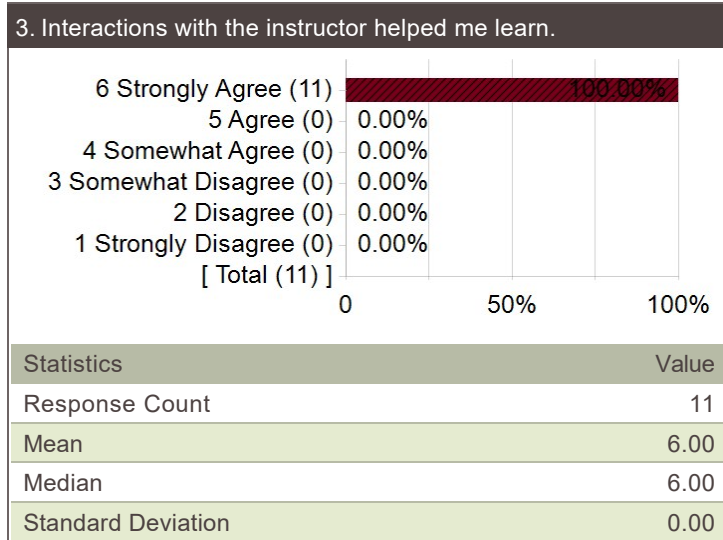 3. Interactions with the instructor helped me learn.
6 Strongly Agree (11) 100.00%
5 Agree (0) 0.00%
4 Somewhat Agree (0) 0.00%
3 Somewhat Disagree (0) 0.00%
2 Disagree (0) 0.00%
1 Strongly Disagree (0) 0.00%
[ Total (11) ]
0 50% 100%
Statistics Value
Response Count 11
Mean 6.00
Median 6.00
Standard Deviation 0.00